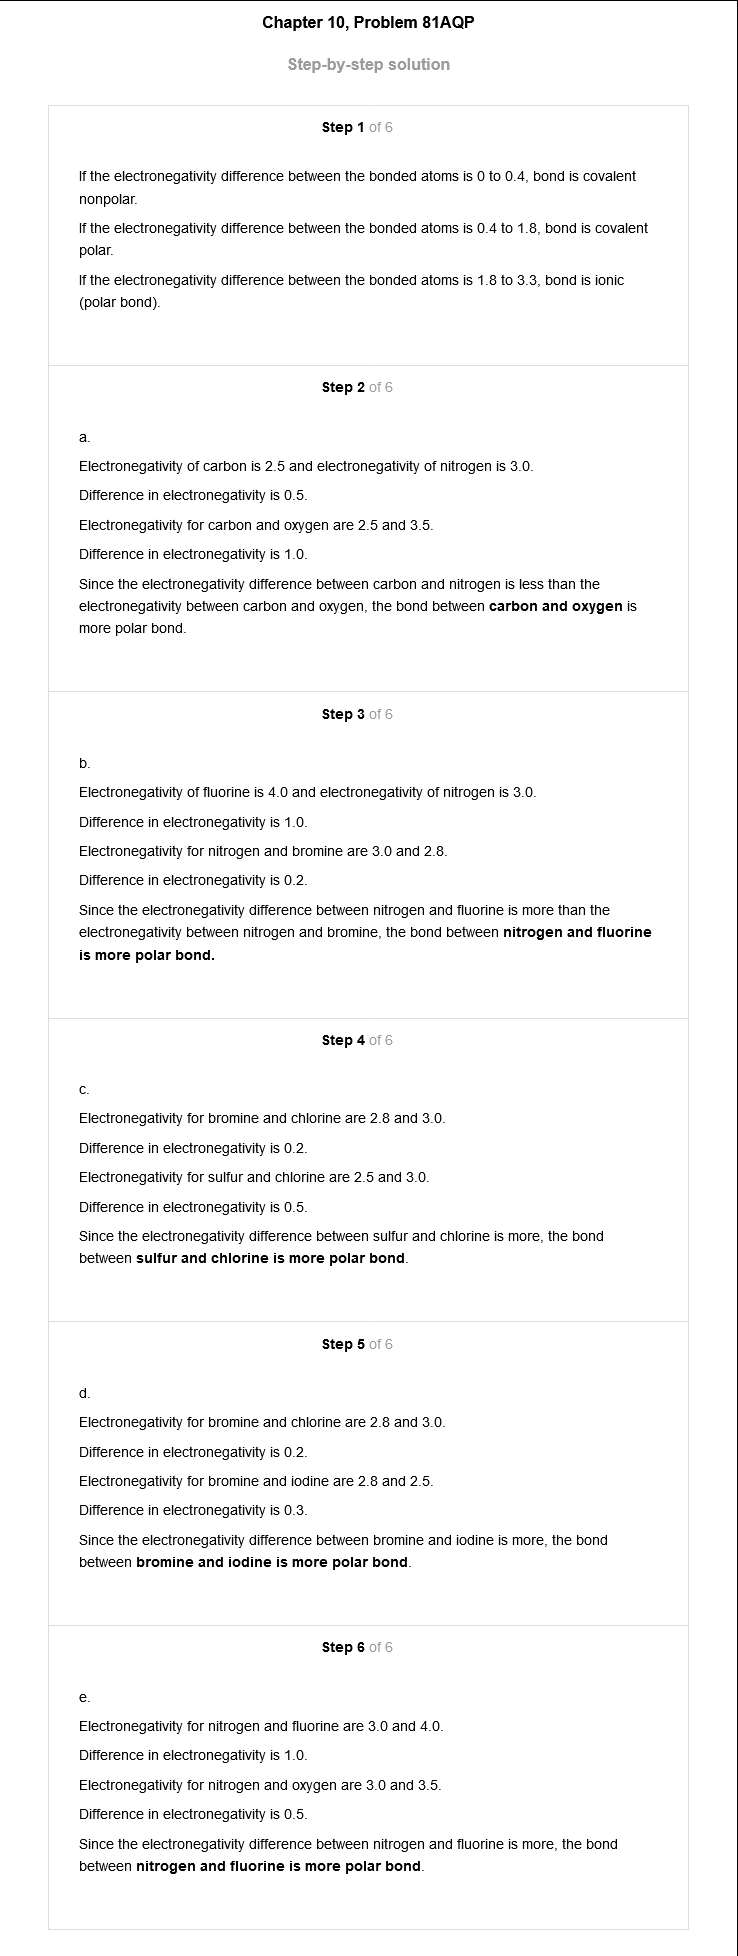 Chapter 10, Problem 81AQP
Step-by-step solution
Step 1 of 6
If the electronegativity difference between the bonded atoms is 0 to 0.4, bond is covalent
nonpolar.
If the electronegativity difference between the bonded atoms is 0.4 to 1.8, bond is covalent
polar.
If the electronegativity difference between the bonded atoms is 1.8 to 3.3, bond is ionic
(polar bond).
Step 2 of 6
a.
Electronegativity of carbon is 2.5 and electronegativity of nitrogen is 3.0.
Difference in electronegativity is 0.5.
Electronegativity for carbon and oxygen are 2.5 and 3.5.
Difference in electronegativity is 1.0.
Since the electronegativity difference between carbon and nitrogen is less than the
electronegativity between carbon and oxygen, the bond between carbon and oxygen is
more polar bond.
Step 3 of 6
b.
Electronegativity of fluorine is 4.0 and electronegativity of nitrogen is 3.0.
Difference in electronegativity is 1.0.
Electronegativity for nitrogen and bromine are 3.0 and 2.8.
Difference in electronegativity is 0.2.
Since the electronegativity difference between nitrogen and fluorine is more than the
electronegativity between nitrogen and bromine, the bond between nitrogen and fluorine
is more polar bond.
Step 4 of 6
c.
Electronegativity for bromine and chlorine are 2.8 and 3.0.
Difference in electronegativity is 0.2.
Electronegativity for sulfur and chlorine are 2.5 and 3.0.
Difference in electronegativity is 0.5.
Since the electronegativity difference between sulfur and chlorine is more, the bond
between sulfur and chlorine is more polar bond.
Step 5 of 6
d.
Electronegativity for bromine and chlorine are 2.8 and 3.0.
Difference in electronegativity is 0.2.
Electronegativity for bromine and iodine are 2.8 and 2.5.
Difference in electronegativity is 0.3.
Since the electronegativity difference between bromine and iodine is more, the bond
between bromine and iodine is more polar bond.
Step 6 of 6
e.
Electronegativity for nitrogen and fluorine are 3.0 and 4.0.
Difference in electronegativity is 1.0.
Electronegativity for nitrogen and oxygen are 3.0 and 3.5.
Difference in electronegativity is 0.5.
Since the electronegativity difference between nitrogen and fluorine is more, the bond
between nitrogen and fluorine is more polar bond.